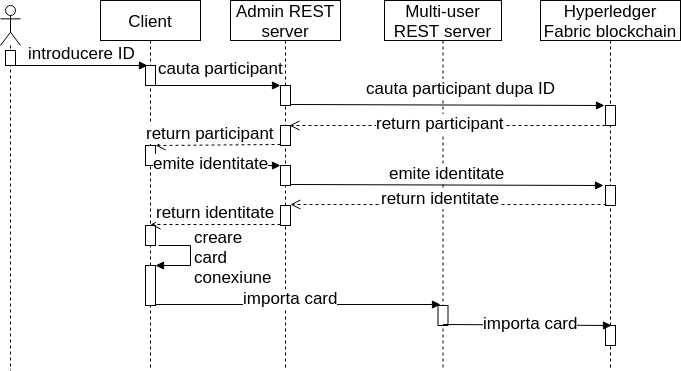 Client
Admin REST
server
Multi-user
REST server
Hyperledger
Fabric blockchain
introducere ID
cauta participant
cauta participant dupa ID
return participant
return participant
emite identitate
emite identitate
return identitate
return identitate
creare
card
conexiune
importa card
importa card